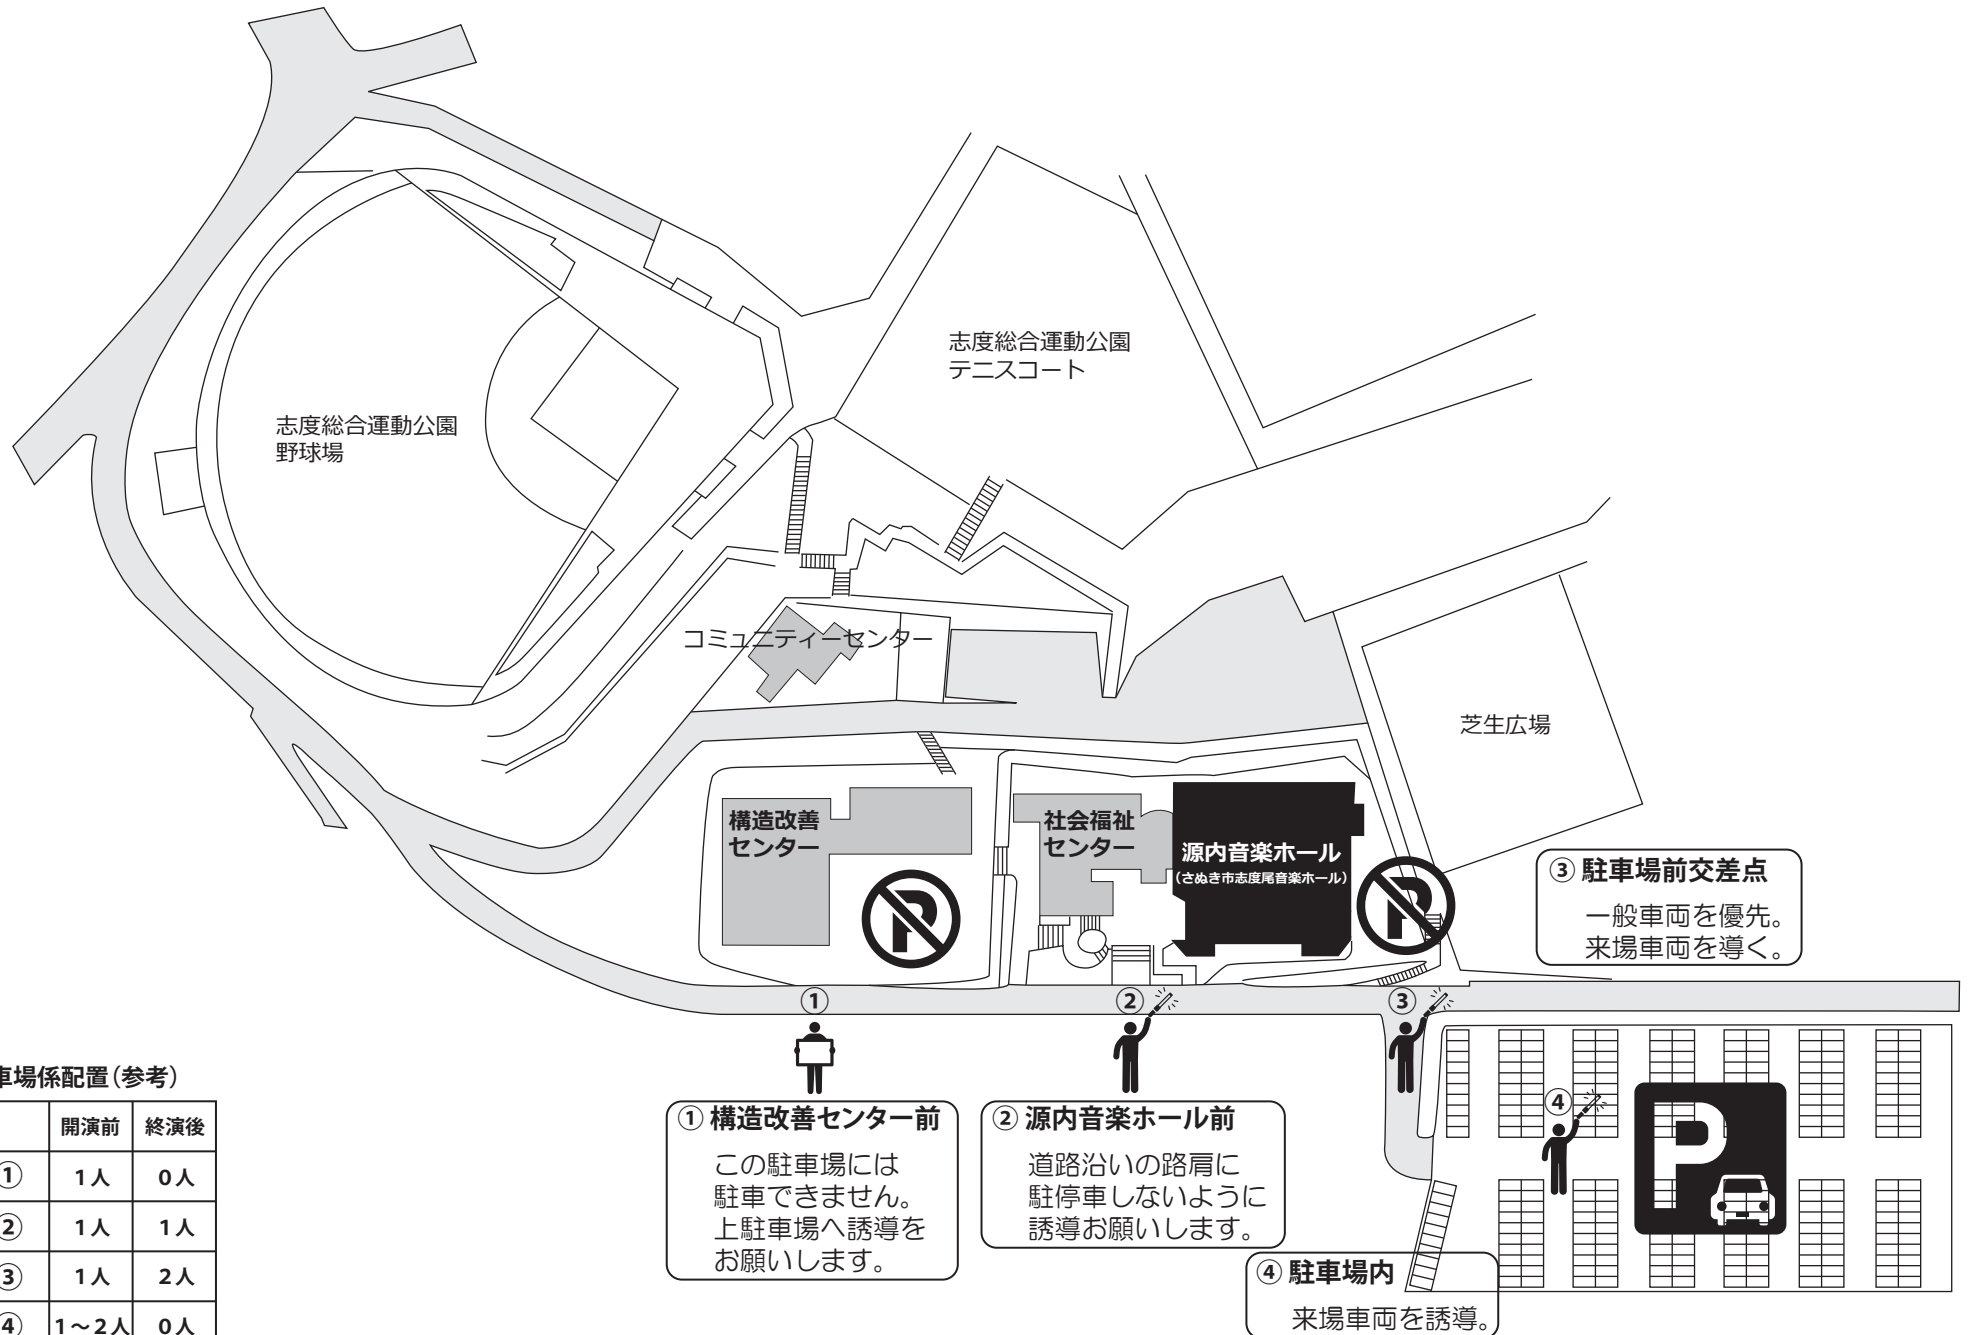 志度総合運動公園
テニスコート
志度総合運動公園
野球場
コミュニティーセンター
芝生広場
構造改善
センター
社会福祉
センター
源内音楽ホール
(さぬき市志度尾音楽ホール)
P
P
③ 駐車場前交差点
一般車両を優先。
来場車両を導く。
①
②
③
④
P
① 構造改善センター前
この駐車場には
駐車できません。
上駐車場へ誘導を
お願いします。
② 源内音楽ホール前
道路沿いの路肩に
駐停車しないように
誘導お願いします。
④ 駐車場内
来場車両を誘導。
車場係配置(参考)
開演前 終演後
① 1人 0人
② 1人 1人
③ 1人 2人
④ 1～2人 0人